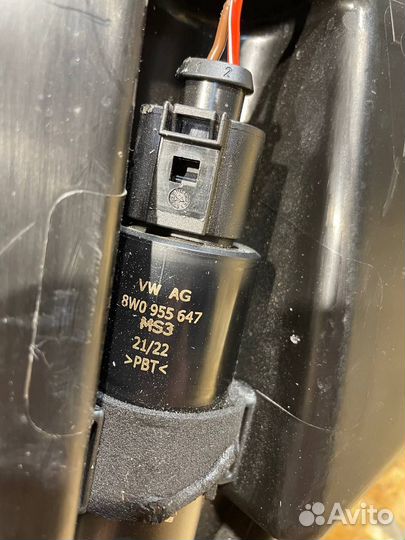 2
VW AG
8W0 955 647
MS3
21/22
>PBT<
Avito